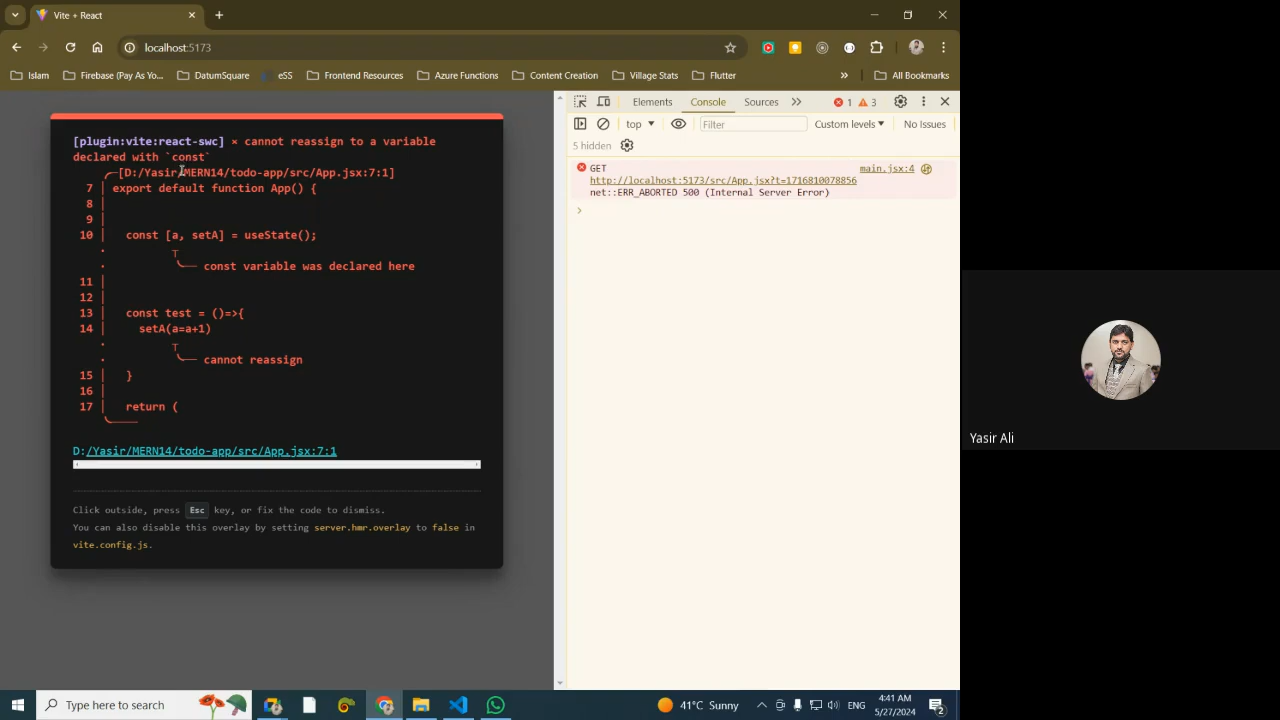 Vite + React
localhost:5173
Islam
Firebase (Pay As Yo...
DatumSquare
eSS
Frontend Resources
Azure Functions
Content Creation
Village Stats
Flutter
»
All Bookmarks
[plugin:vite:react-swc] × cannot reassign to a variable
declared with `const`
╭─[D:/Yasir/MERN14/todo-app/src/App.jsx:7:1]
7 │ export default function App() {
8 │
9 │
10 │   const [a, setA] = useState();
·          ┬
·          ╰── const variable was declared here
11 │
12 │
13 │   const test = ()=>{
14 │     setA(a=a+1)
·          ┬
·          ╰── cannot reassign
15 │   }
16 │
17 │   return (
╰────
D:/Yasir/MERN14/todo-app/src/App.jsx:7:1
Click outside, press Esc key, or fix the code to dismiss.
You can also disable this overlay by setting server.hmr.overlay to false in
vite.config.js.
Elements
Console
Sources
»
1
3
top
Filter
Custom levels
No Issues
5 hidden
GET
main.jsx:4
http://localhost:5173/src/App.jsx?t=1716810078856
net::ERR_ABORTED 500 (Internal Server Error)
Yasir Ali
Type here to search
41°C Sunny
ENG
4:41 AM
5/27/2024
2